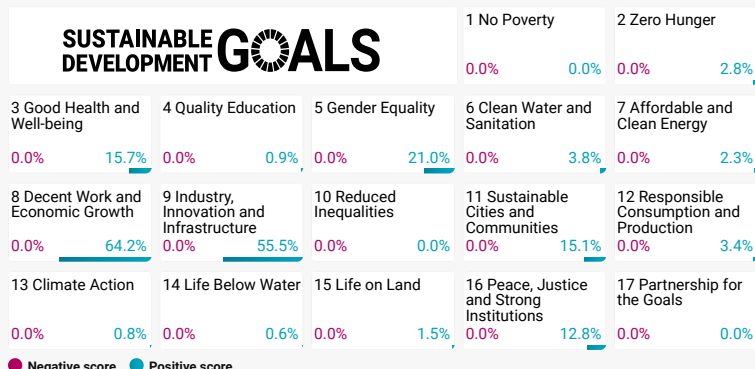 SUSTAINABLE
DEVELOPMENT
GOALS
1 No Poverty
0.0% 0.0%
2 Zero Hunger
0.0% 2.8%
3 Good Health and
Well-being
0.0% 15.7%
4 Quality Education
0.0% 0.9%
5 Gender Equality
0.0% 21.0%
6 Clean Water and
Sanitation
0.0% 3.8%
7 Affordable and
Clean Energy
0.0% 2.3%
8 Decent Work and
Economic Growth
0.0% 64.2%
9 Industry,
Innovation and
Infrastructure
0.0% 55.5%
10 Reduced
Inequalities
0.0% 0.0%
11 Sustainable
Cities and
Communities
0.0% 15.1%
12 Responsible
Consumption and
Production
0.0% 3.4%
13 Climate Action
0.0% 0.8%
14 Life Below Water
0.0% 0.6%
15 Life on Land
0.0% 1.5%
16 Peace, Justice
and Strong
Institutions
0.0% 12.8%
17 Partnership for
the Goals
0.0% 0.0%
Negative score Positive score